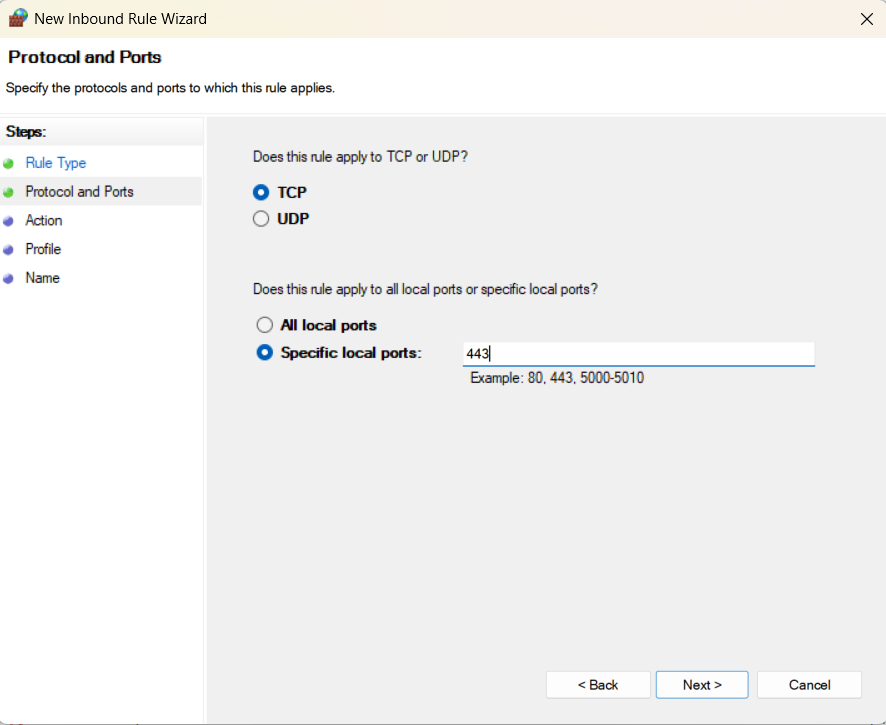 New Inbound Rule Wizard
Protocol and Ports
Specify the protocols and ports to which this rule applies.
Steps:
Rule Type
Protocol and Ports
Action
Profile
Name
Does this rule apply to TCP or UDP?
TCP
UDP
Does this rule apply to all local ports or specific local ports?
All local ports
Specific local ports: 443
Example: 80, 443, 5000-5010
< Back Next > Cancel